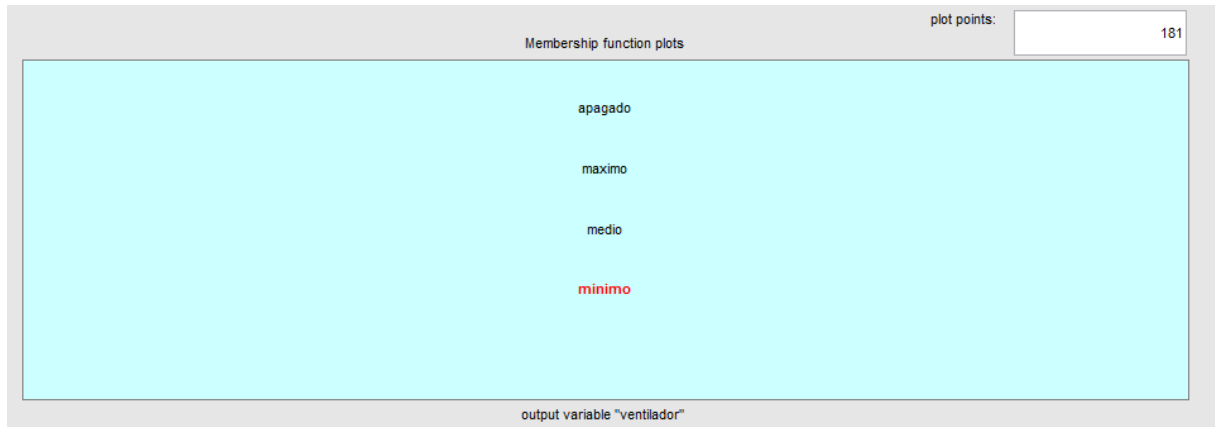 plot points:
181
Membership function plots
apagado
maximo
medio
minimo
output variable "ventilador"